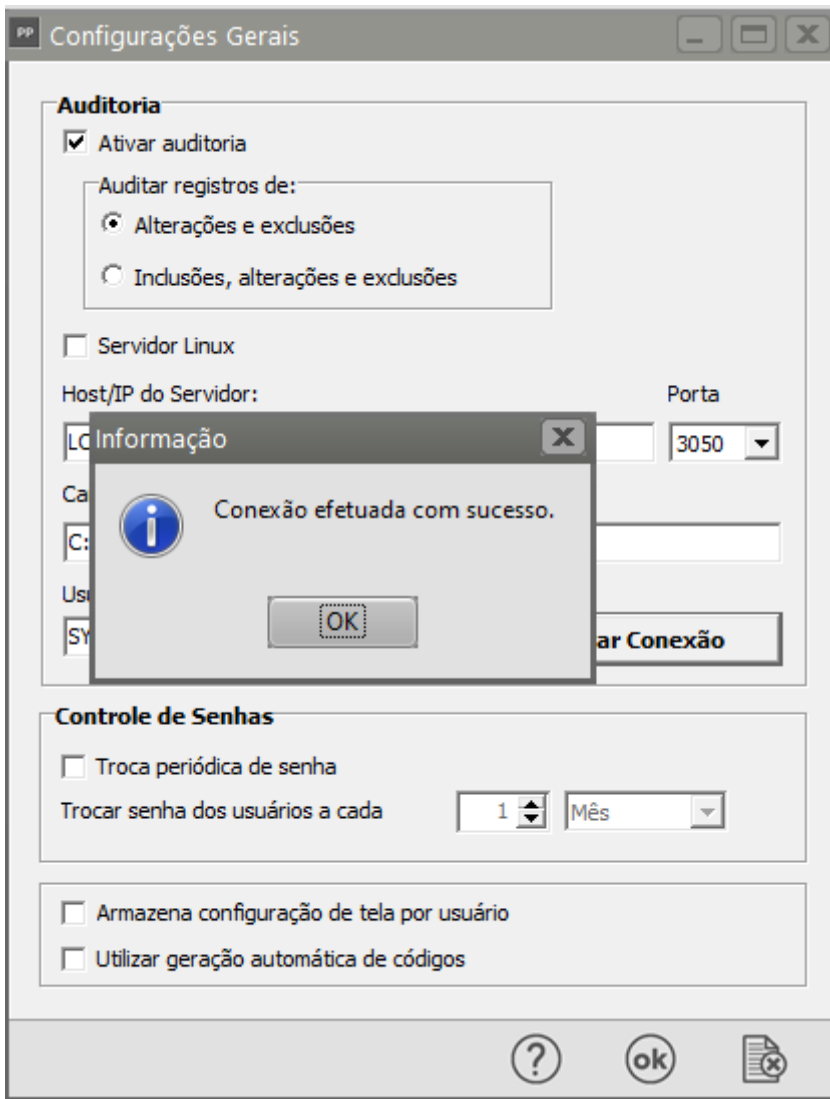 PP Configurações Gerais
Auditoria
Ativar auditoria
Auditar registros de:
Alterações e exclusões
Inclusões, alterações e exclusões
Servidor Linux
Host/IP do Servidor: Porta
3050
Informação
Conexão efetuada com sucesso.
C:
OK
ar Conexão
Controle de Senhas
Troca periódica de senha
Trocar senha dos usuários a cada 1 Mês
Armazena configuração de tela por usuário
Utilizar geração automática de códigos
? ok